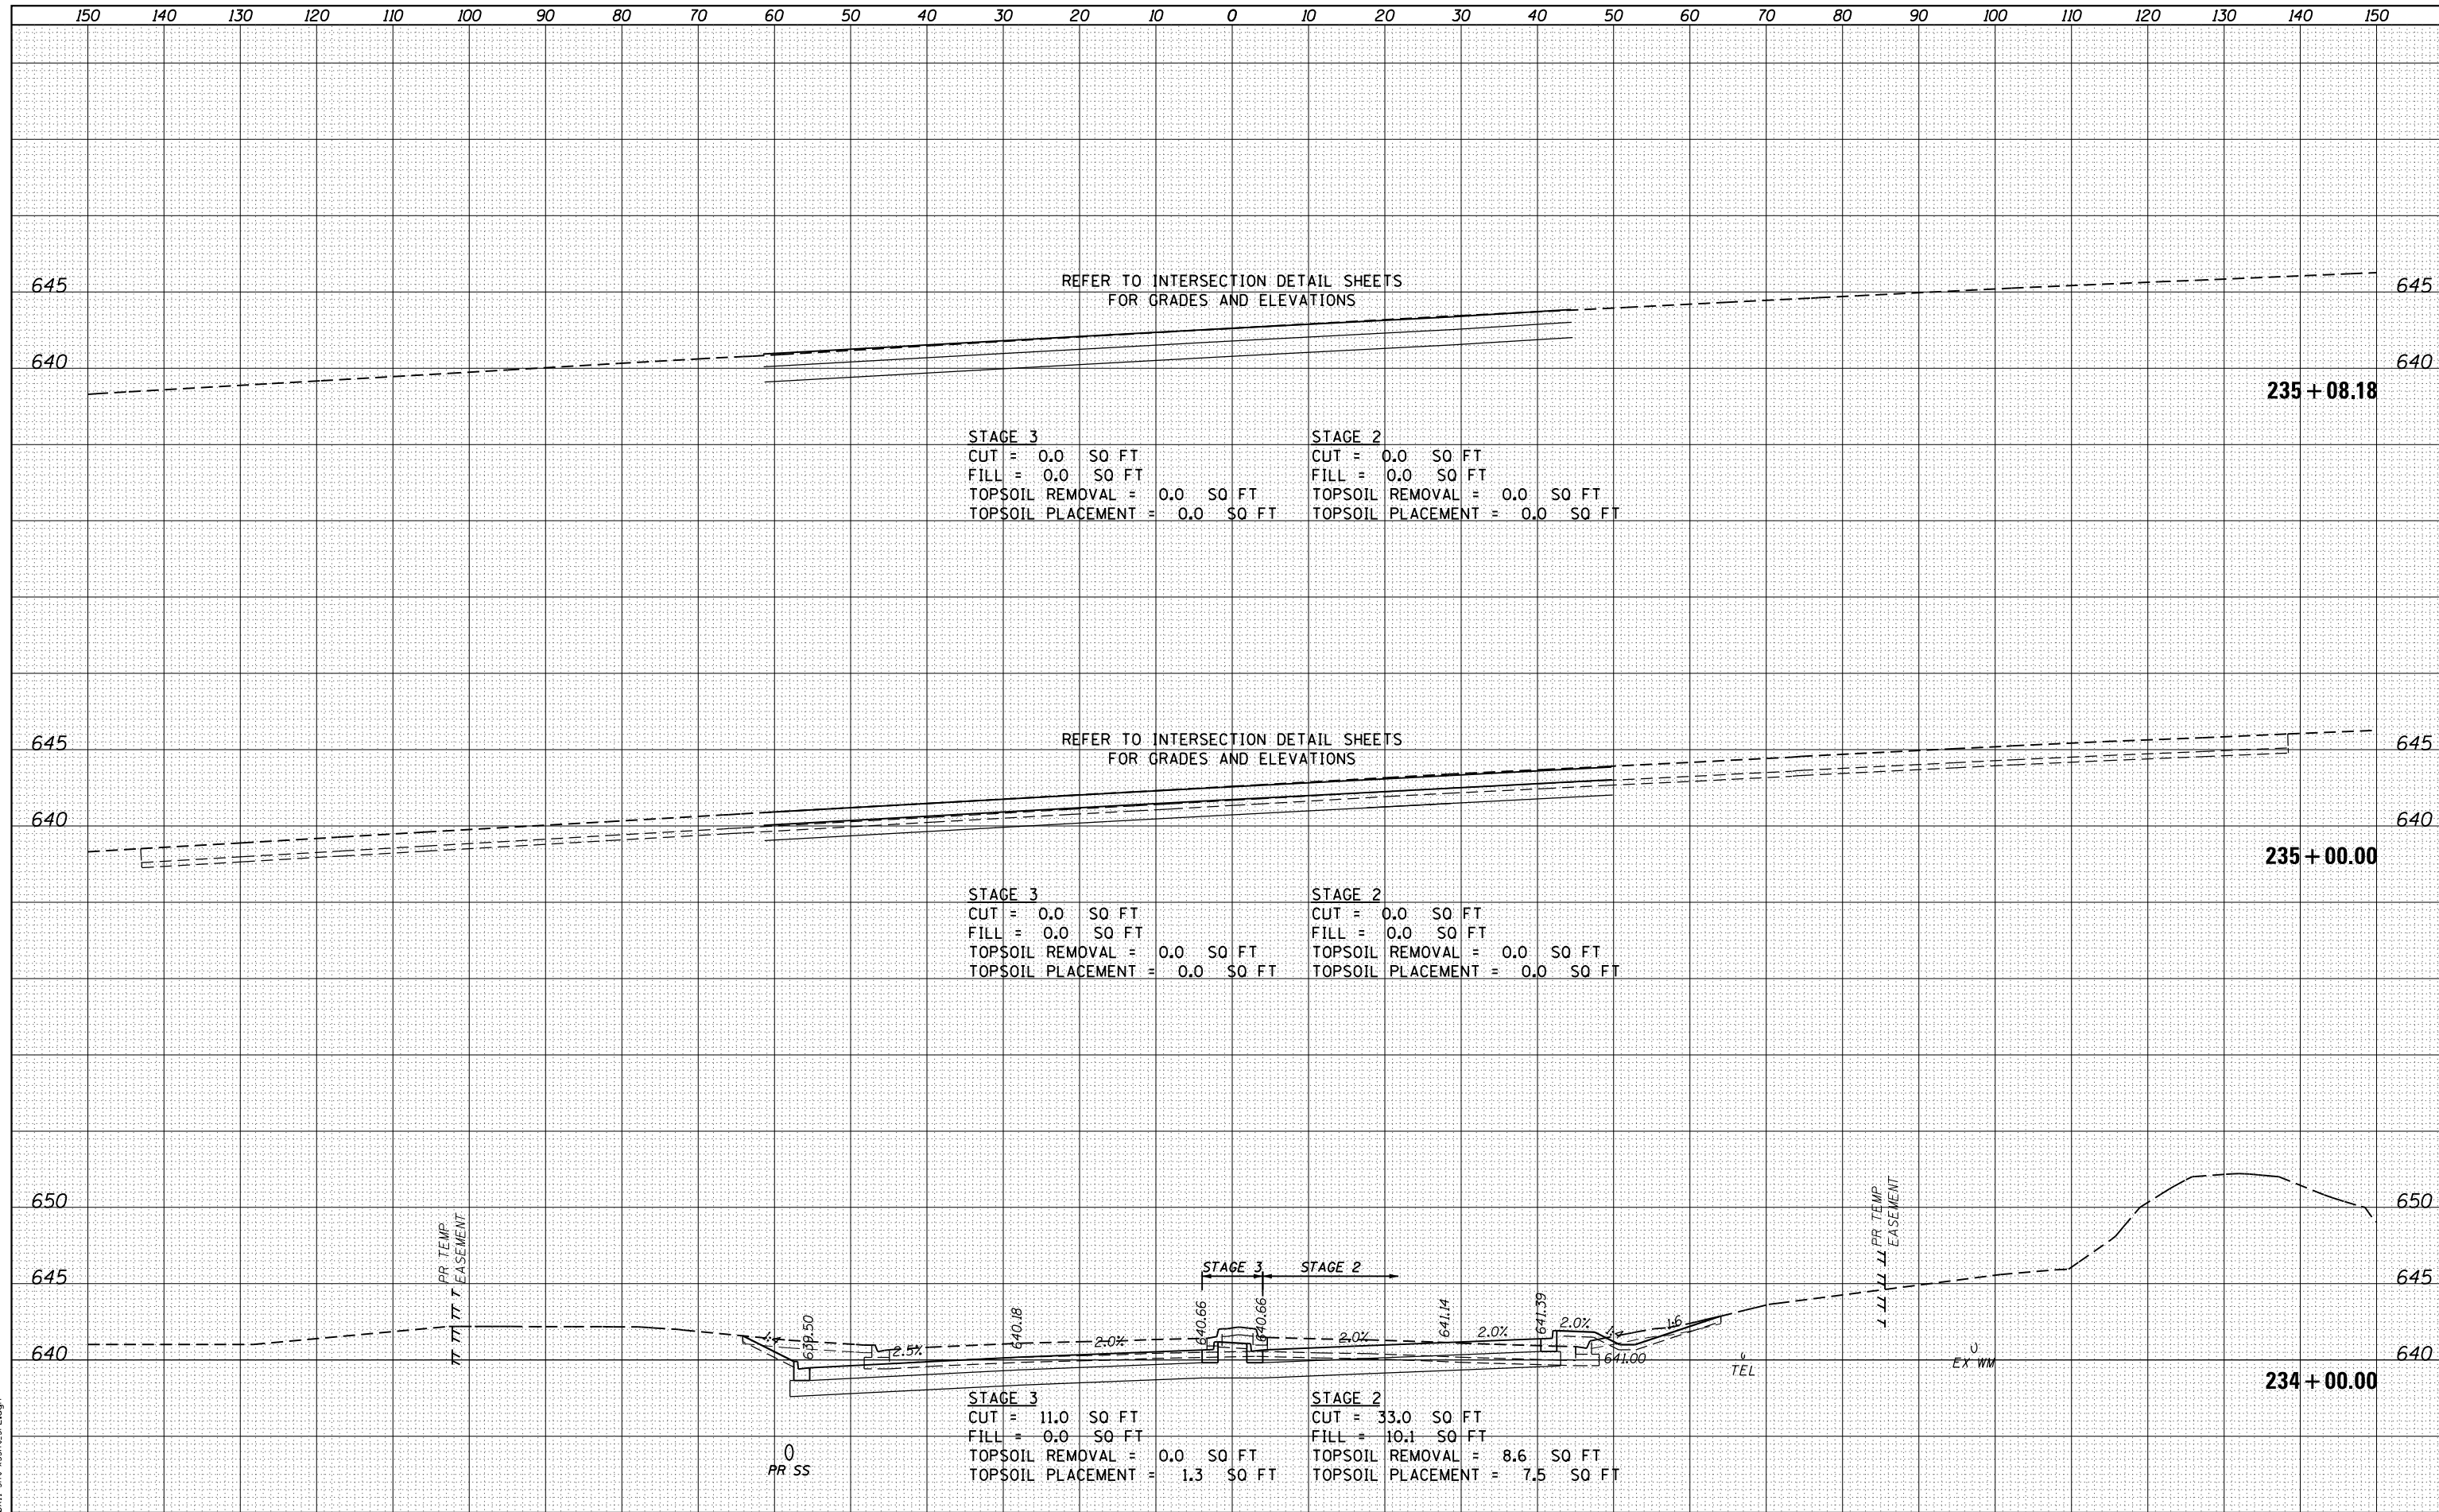 150 140 130 120 110 100 90 80 70 60 50 40 30 20 10 0 10 20 30 40 50 60 70 80 90 100 110 120 130 140 150
REFER TO INTERSECTION DETAIL SHEETS
FOR GRADES AND ELEVATIONS
645 645
640 640
235+08.18
STAGE 3
CUT = 0.0 SQ FT
FILL = 0.0 SQ FT
TOPSOIL REMOVAL = 0.0 SQ FT
TOPSOIL PLACEMENT = 0.0 SQ FT
STAGE 2
CUT = 0.0 SQ FT
FILL = 0.0 SQ FT
TOPSOIL REMOVAL = 0.0 SQ FT
TOPSOIL PLACEMENT = 0.0 SQ FT
REFER TO INTERSECTION DETAIL SHEETS
FOR GRADES AND ELEVATIONS
645 645
640 640
235+00.00
STAGE 3
CUT = 0.0 SQ FT
FILL = 0.0 SQ FT
TOPSOIL REMOVAL = 0.0 SQ FT
TOPSOIL PLACEMENT = 0.0 SQ FT
STAGE 2
CUT = 0.0 SQ FT
FILL = 0.0 SQ FT
TOPSOIL REMOVAL = 0.0 SQ FT
TOPSOIL PLACEMENT = 0.0 SQ FT
650 650
645 645
640 640
PR TEMP
EASEMENT
PR TEMP
EASEMENT
STAGE 3
STAGE 2
1:4
639.50
2.5%
640.18
2.0%
640.66
640.66
2.0%
641.14
2.0%
641.39
2.0%
1:4
1:6
641.00
TEL
EX WM
234+00.00
PR SS
STAGE 3
CUT = 11.0 SQ FT
FILL = 0.0 SQ FT
TOPSOIL REMOVAL = 0.0 SQ FT
TOPSOIL PLACEMENT = 1.3 SQ FT
STAGE 2
CUT = 33.0 SQ FT
FILL = 10.1 SQ FT
TOPSOIL REMOVAL = 8.6 SQ FT
TOPSOIL PLACEMENT = 7.5 SQ FT